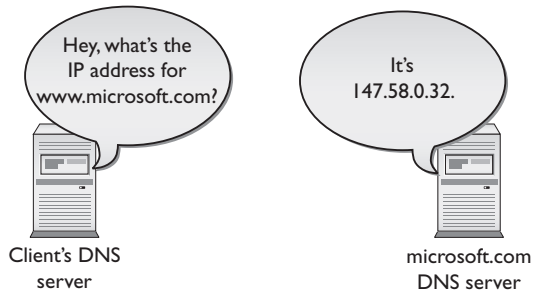 Hey, what's the
IP address for
www.microsoft.com?
It's
147.58.0.32.
Client's DNS
server
microsoft.com
DNS server